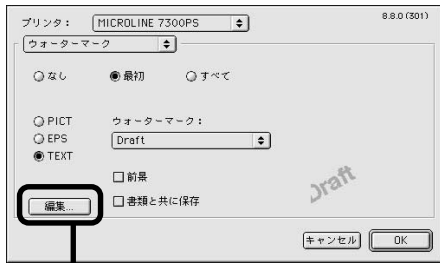 プリンタ： MICROLINE 7300PS 8.8.0 (301)
ウォーターマーク
なし 最初 すべて
PICT ウォーターマーク：
EPS Draft
TEXT
前景
編集... 書類と共に保存
Draft
キャンセル OK